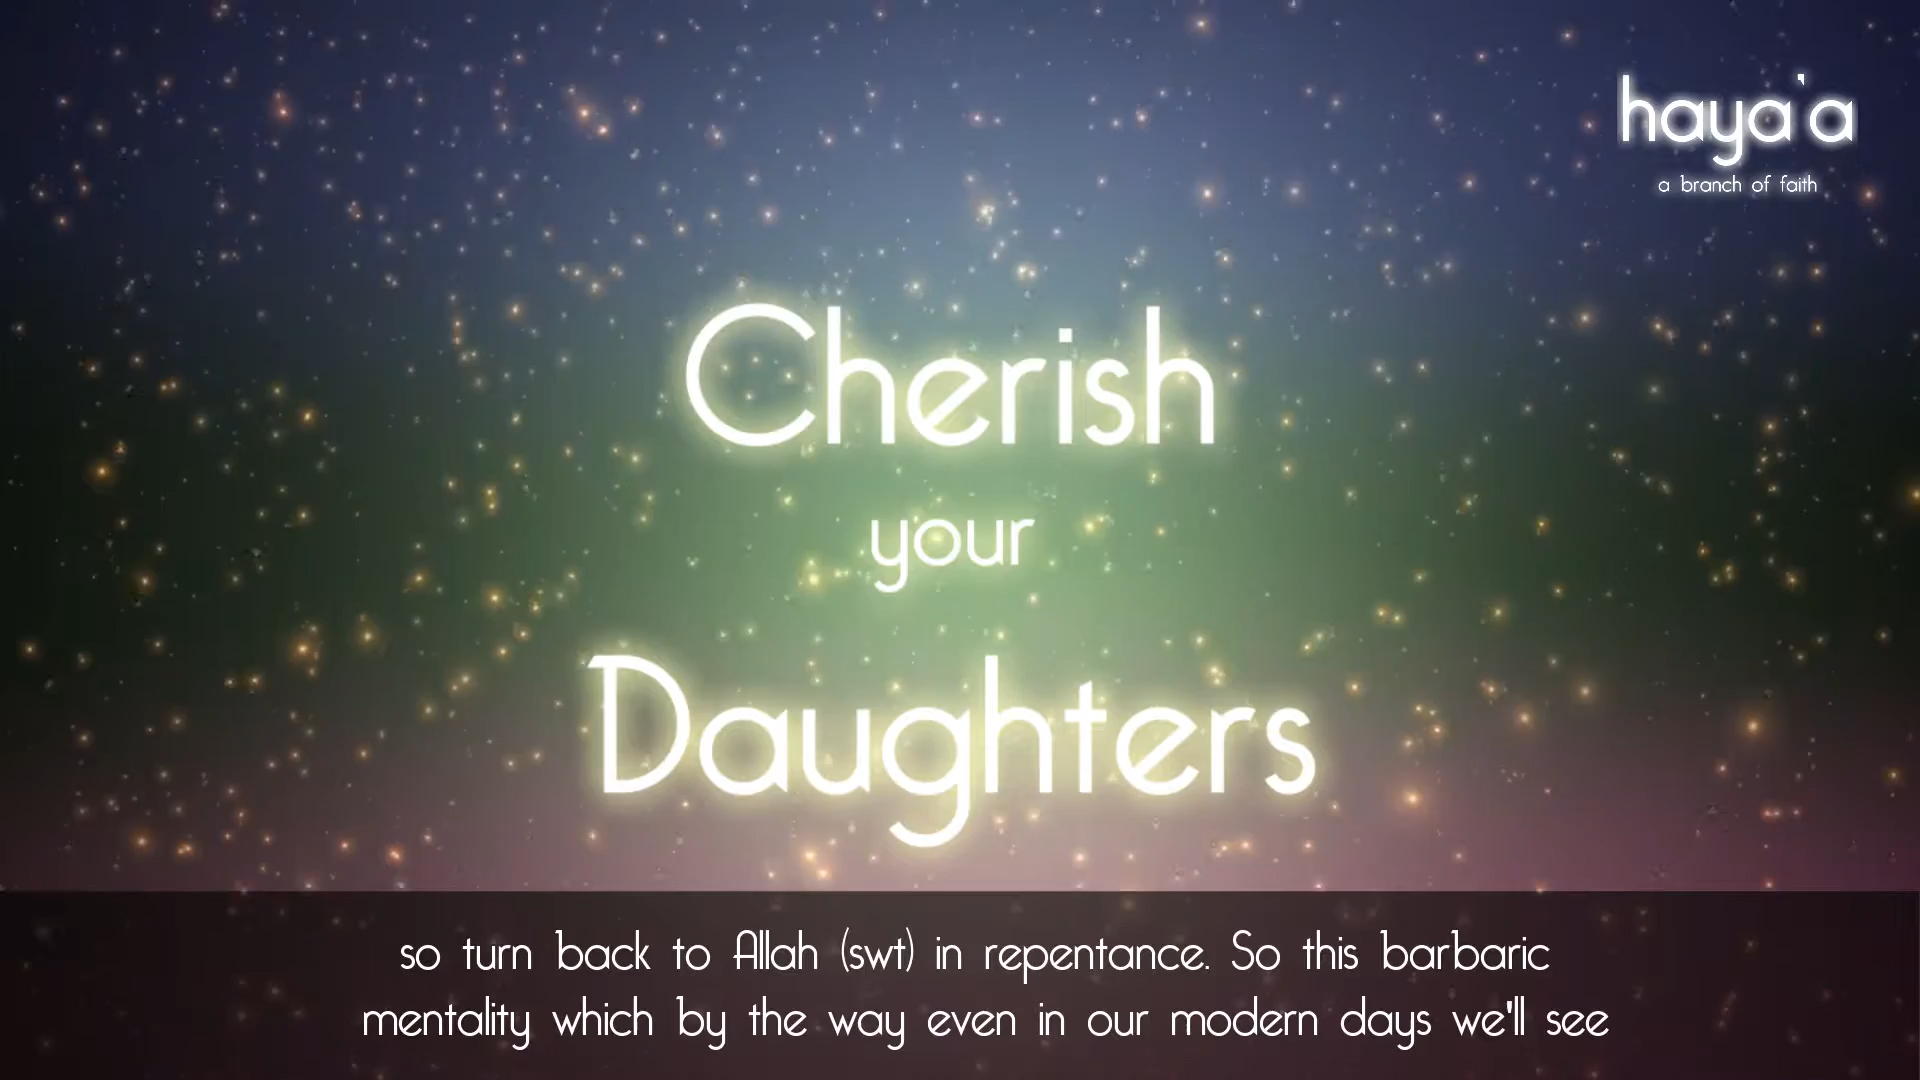 haya'a
a branch of faith
Cherish
your
Daughters
so turn back to Allah (swt) in repentance. So this barbaric
mentality which by the way even in our modern days we'll see